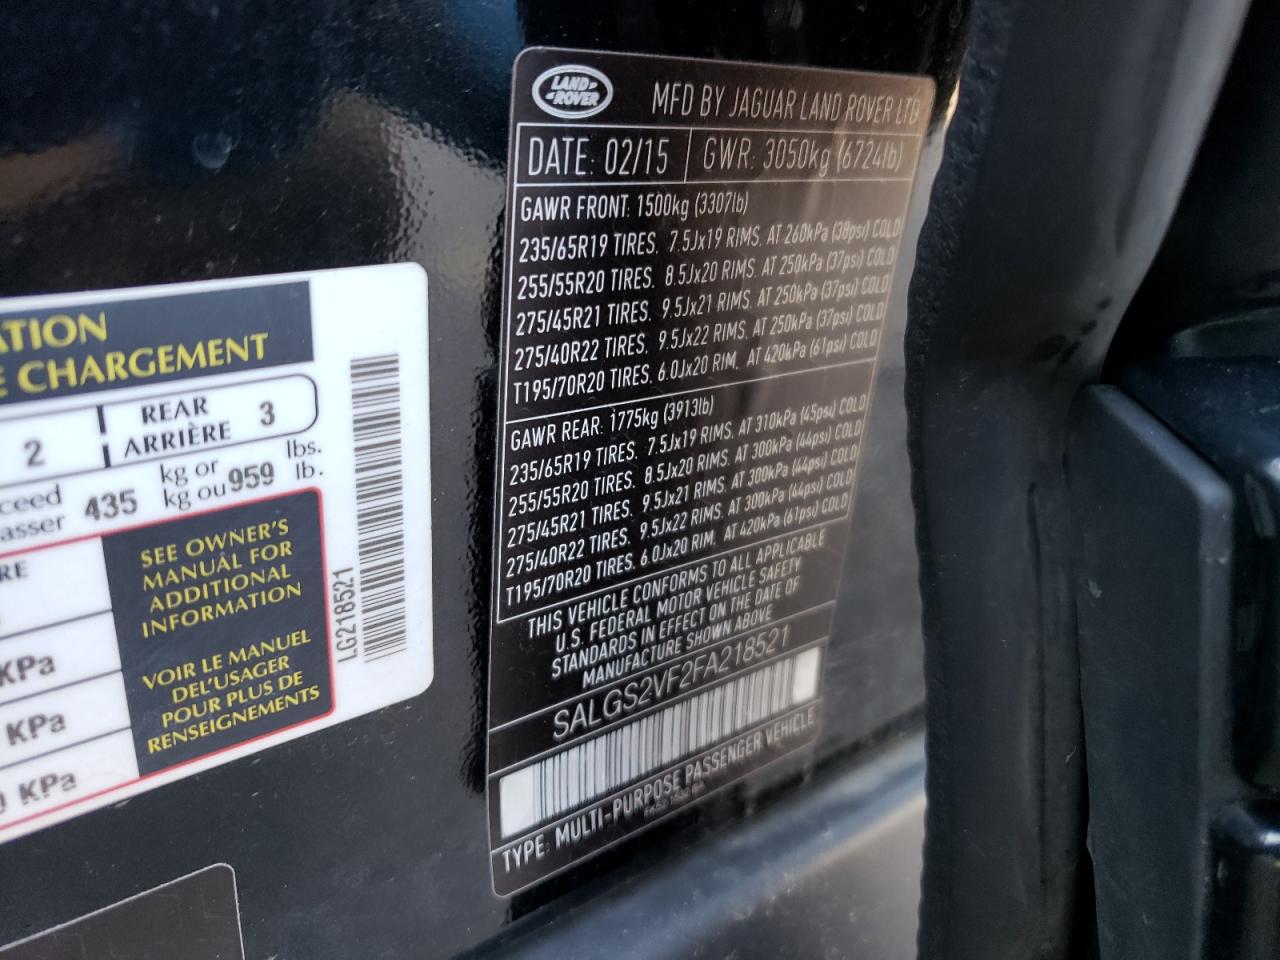 ATION
E CHARGEMENT
2
REAR
ARRIÈRE
3
ceed
asser
435
kg or
kg ou
959
lbs.
lb.
RE
KPa
KPa
0 KPa
SEE OWNER'S
MANUAL FOR
ADDITIONAL
INFORMATION
VOIR LE MANUEL
DEL'USAGER
POUR PLUS DE
RENSEIGNEMENTS
LG218521
LAND-
-ROVER
MFD BY JAGUAR LAND ROVER LTD
DATE: 02/15 GWR: 3050kg (6724lb)
GAWR FRONT: 1500kg (3307lb)
235/65R19 TIRES. 7.5Jx19 RIMS. AT 260kPa (38psi) COLD
255/55R20 TIRES. 8.5Jx20 RIMS. AT 250kPa (37psi) COLD
275/45R21 TIRES. 9.5Jx21 RIMS. AT 250kPa (37psi) COLD
275/40R22 TIRES. 9.5Jx22 RIMS. AT 250kPa (37psi) COLD
T195/70R20 TIRES. 6.0Jx20 RIM. AT 420kPa (61psi) COLD
GAWR REAR: 1775kg (3913lb)
235/65R19 TIRES. 7.5Jx19 RIMS. AT 310kPa (45psi) COLD
255/55R20 TIRES. 8.5Jx20 RIMS. AT 300kPa (44psi) COLD
275/45R21 TIRES. 9.5Jx21 RIMS. AT 300kPa (44psi) COLD
275/40R22 TIRES. 9.5Jx22 RIMS. AT 300kPa (44psi) COLD
T195/70R20 TIRES. 6.0Jx20 RIM. AT 420kPa (61psi) COLD
THIS VEHICLE CONFORMS TO ALL APPLICABLE
U.S. FEDERAL MOTOR VEHICLE SAFETY
STANDARDS IN EFFECT ON THE DATE OF
MANUFACTURE SHOWN ABOVE
SALGS2VF2FA218521
TYPE: MULTI-PURPOSE PASSENGER VEHICLE